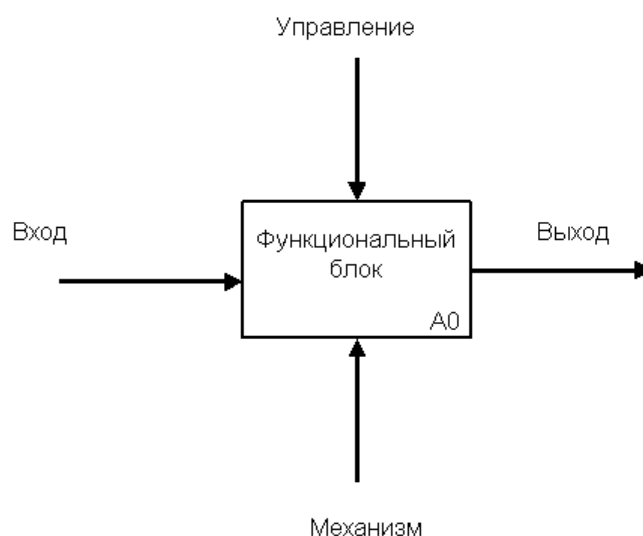 Управление
Вход
Функциональный
блок
Выход
A0
Механизм